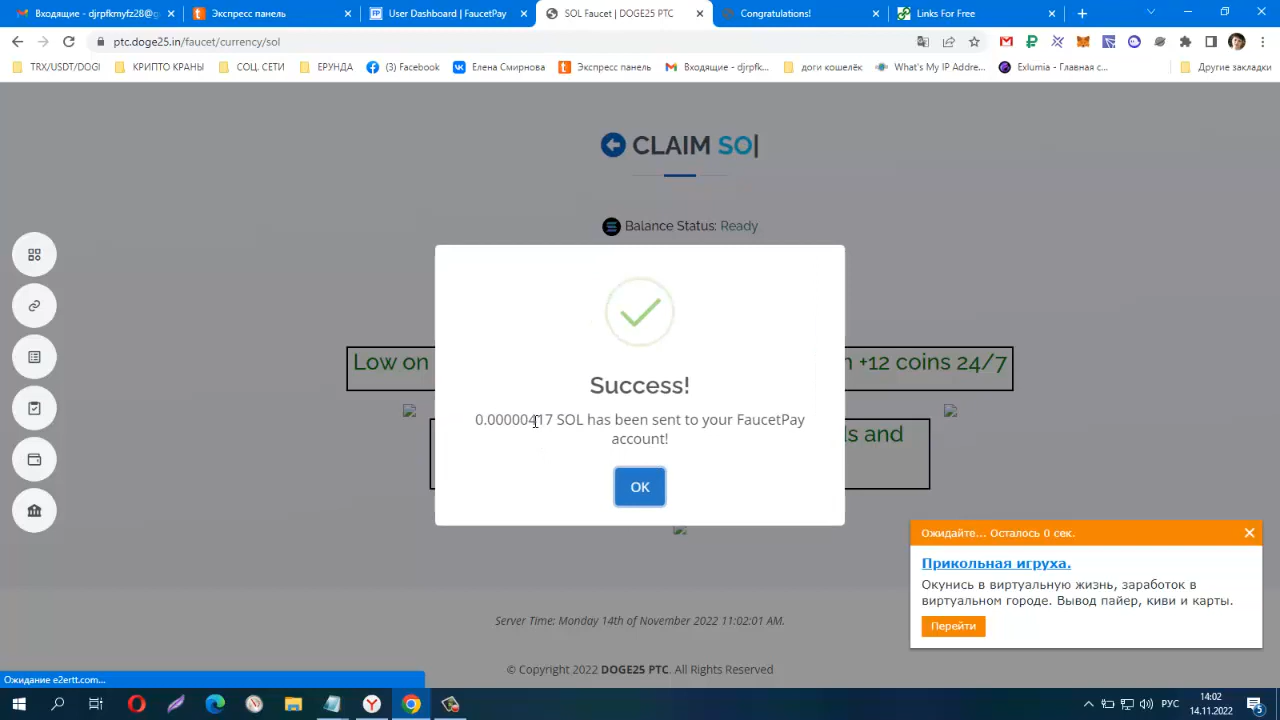 Входящие - djrpfkmyfz28@g
Экспресс панель
User Dashboard | FaucetPay
SOL Faucet | DOGE25 PTC
Congratulations!
Links For Free
ptc.doge25.in/faucet/currency/sol
TRX/USDT/DOGI
КРИПТО КРАНЫ
СОЦ. СЕТИ
ЕРУНДА
(3) Facebook
Елена Смирнова
Экспресс панель
Входящие - djrpfk...
доги кошелёк
What's My IP Addre...
Exlumia - Главная с...
Другие закладки
CLAIM SO|
Balance Status: Ready
Low on
+12 coins 24/7
and
Success!
0.00000417 SOL has been sent to your FaucetPay
account!
OK
Ожидайте... Осталось 0 сек.
Прикольная игруха.
Окунись в виртуальную жизнь, заработок в
виртуальном городе. Вывод пайер, киви и карты.
Перейти
Server Time: Monday 14th of November 2022 11:02:01 AM.
© Copyright 2022 DOGE25 PTC. All Rights Reserved
Ожидание e2ertt.com...
РУС
14:02
14.11.2022
5